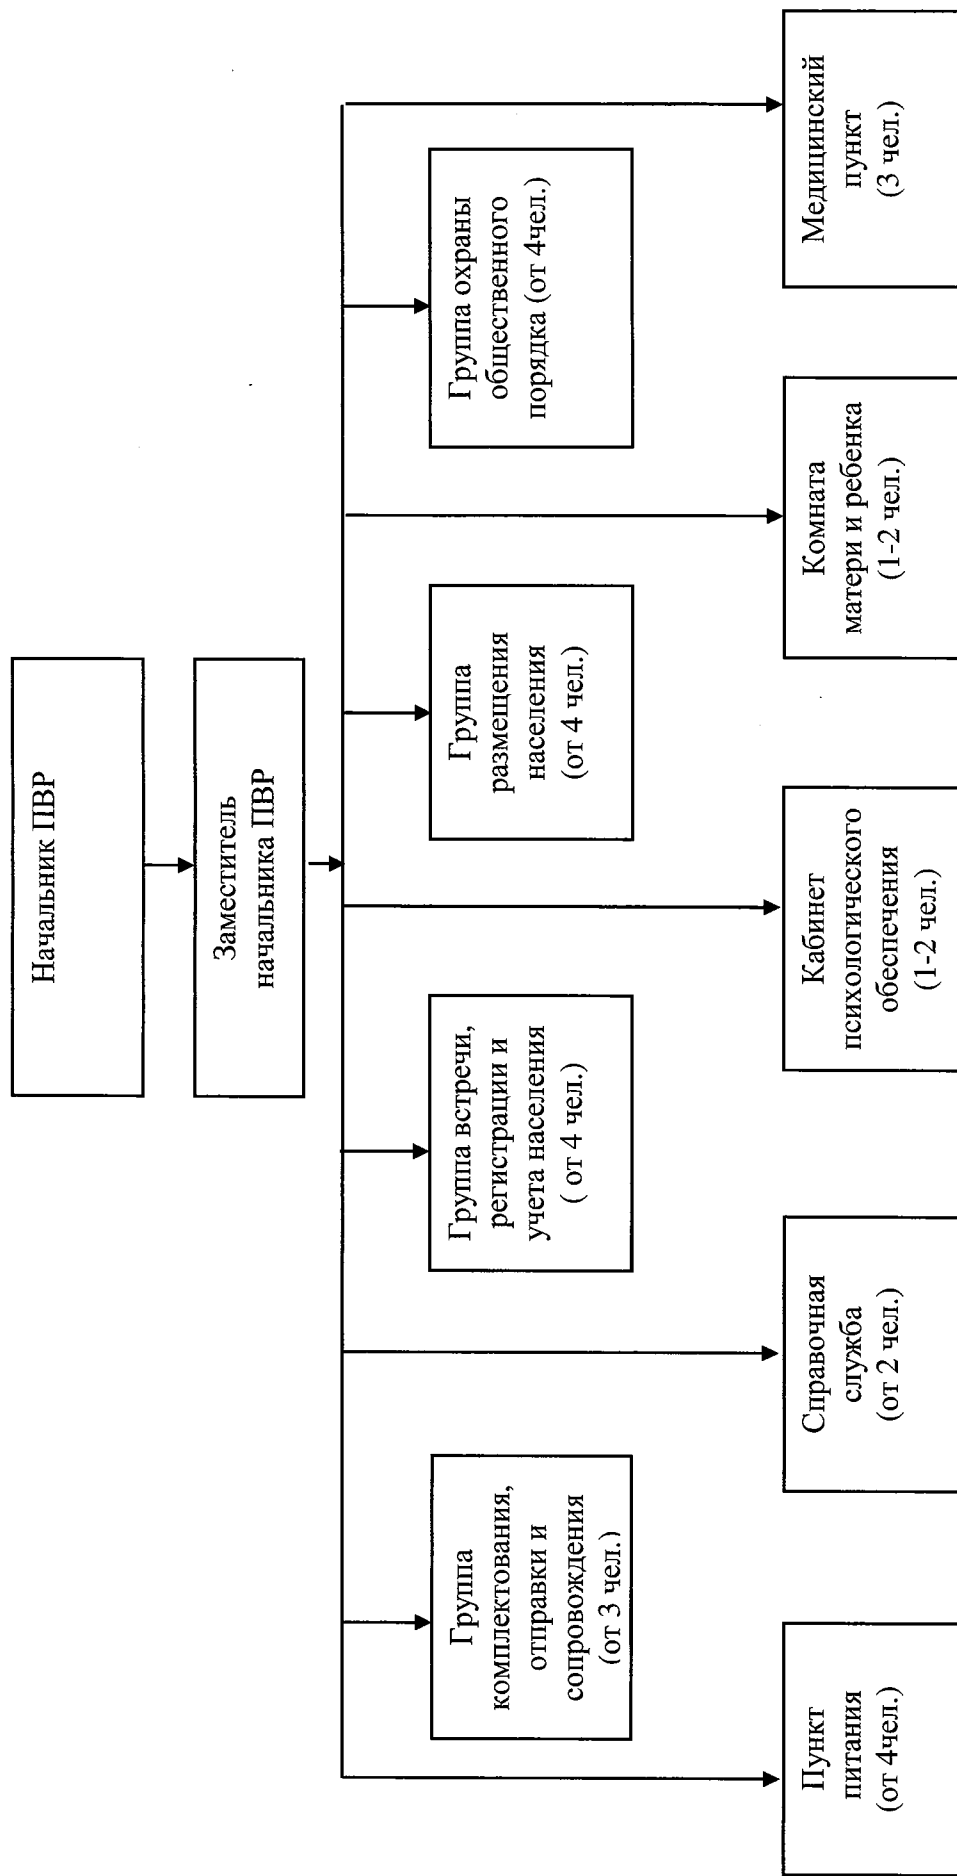 Начальник ПВР
Заместитель
начальника ПВР
Группа
комплектования,
отправки и
сопровождения
(от 3 чел.)
Группа встречи,
регистрации и
учета населения
( от 4 чел.)
Группа
размещения
населения
(от 4 чел.)
Группа охраны
общественного
порядка (от 4чел.)
Пункт
питания
(от 4чел.)
Справочная
служба
(от 2 чел.)
Кабинет
психологического
обеспечения
(1-2 чел.)
Комната
матери и ребенка
(1-2 чел.)
Медицинский
пункт
(3 чел.)